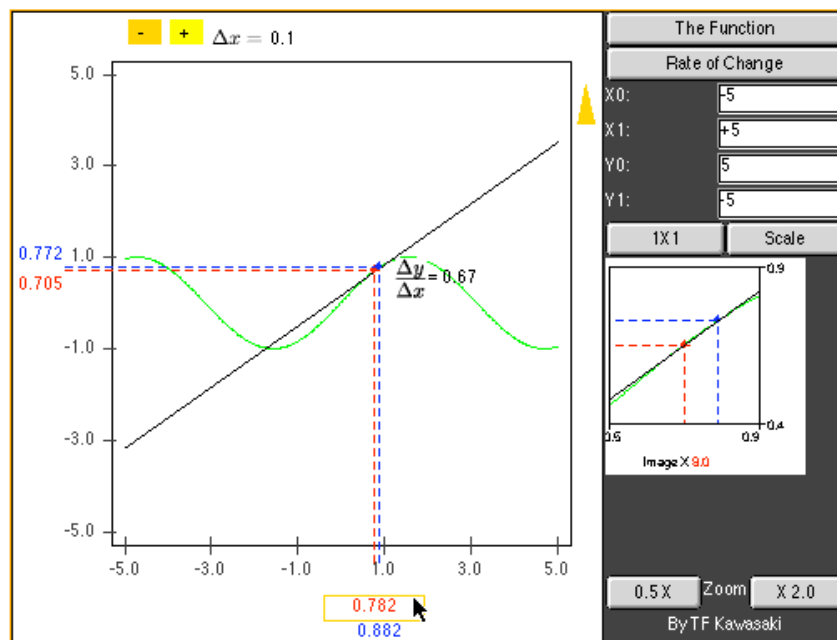 - + Δx = 0.1
The Function
Rate of Change
X0: -5
X1: +5
Y0: 5
Y1: -5
1X1 Scale
5.0
3.0
1.0
-1.0
-3.0
-5.0
0.772
0.705
Δy/Δx = 0.67
-5.0 -3.0 -1.0 1.0 3.0 5.0
0.782
0.882
0.9
0.4
0.6 0.9
Image X 9.0
0.5 X Zoom X 2.0
By TF Kawasaki